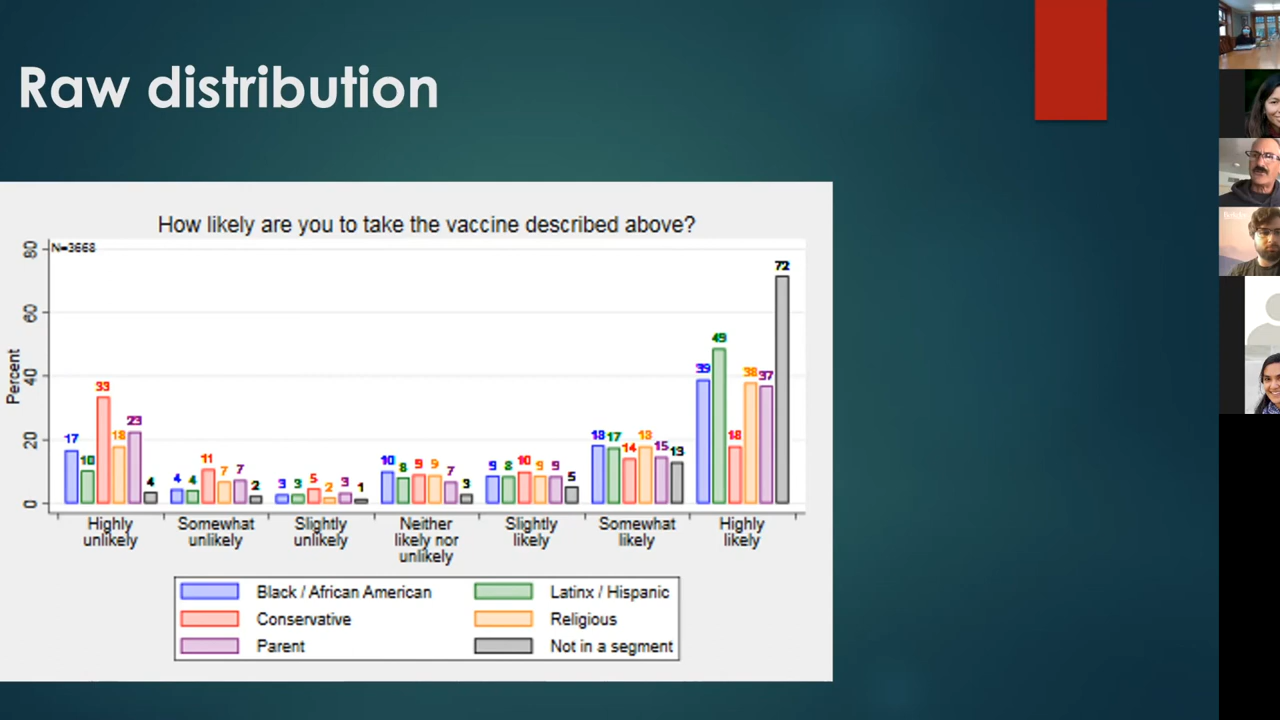 Raw distribution
How likely are you to take the vaccine described above?
N=3668
Percent
80
60
40
20
0
17 10 33 18 23 4
4 4 11 7 7 2
3 3 5 2 3 1
10 8 9 9 7 3
9 8 10 9 9 5
18 17 14 18 15 13
39 49 18 38 37 72
Highly
unlikely
Somewhat
unlikely
Slightly
unlikely
Neither
likely nor
unlikely
Slightly
likely
Somewhat
likely
Highly
likely
Black / African American
Latinx / Hispanic
Conservative
Religious
Parent
Not in a segment